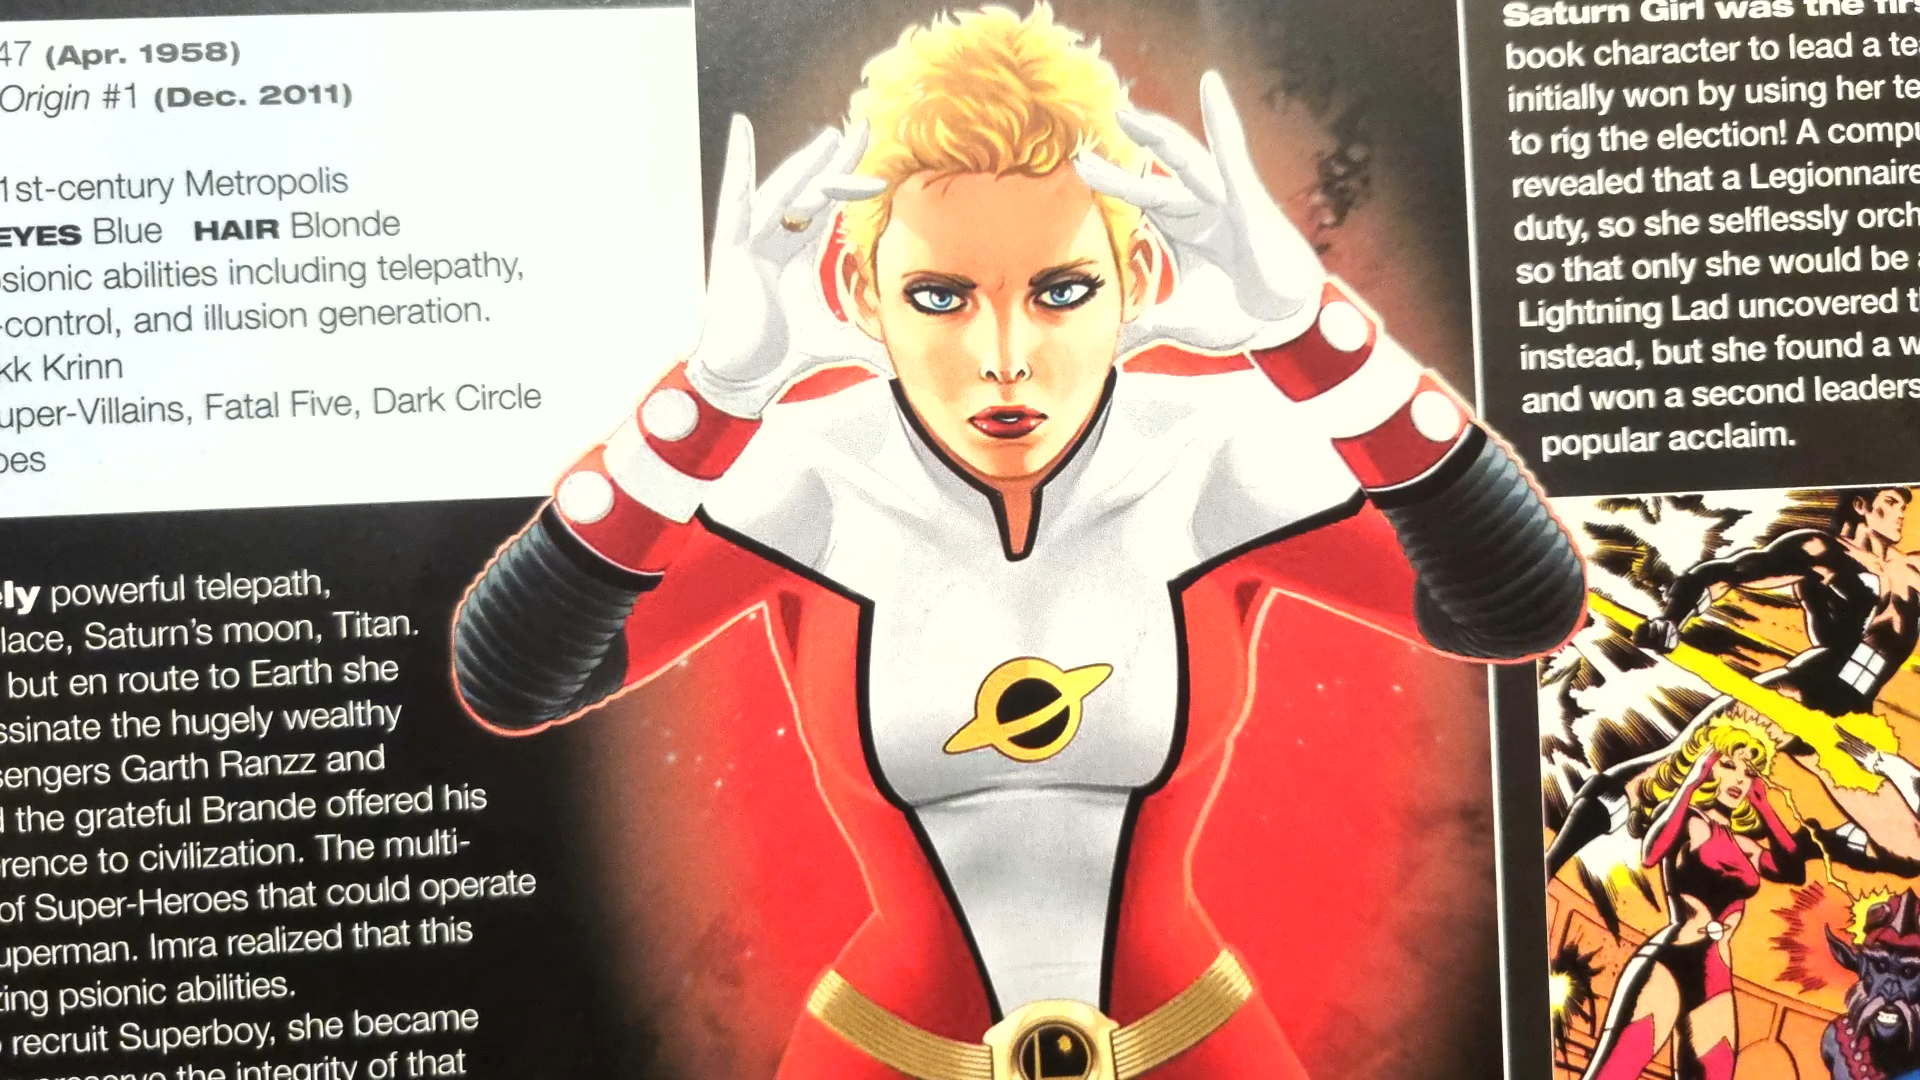 47 (Apr. 1958)
Origin #1 (Dec. 2011)
1st-century Metropolis
EYES Blue HAIR Blonde
psionic abilities including telepathy,
-control, and illusion generation.
kk Krinn
uper-Villains, Fatal Five, Dark Circle
oes
ely powerful telepath,
lace, Saturn's moon, Titan.
but en route to Earth she
ssinate the hugely wealthy
sengers Garth Ranzz and
d the grateful Brande offered his
rence to civilization. The multi-
of Super-Heroes that could operate
uperman. Imra realized that this
zing psionic abilities.
o recruit Superboy, she became
preserve the integrity of that
Saturn Girl was the firs
book character to lead a te
initially won by using her te
to rig the election! A compu
revealed that a Legionnaire
duty, so she selflessly orch
so that only she would be a
Lightning Lad uncovered t
instead, but she found a w
and won a second leaders
popular acclaim.